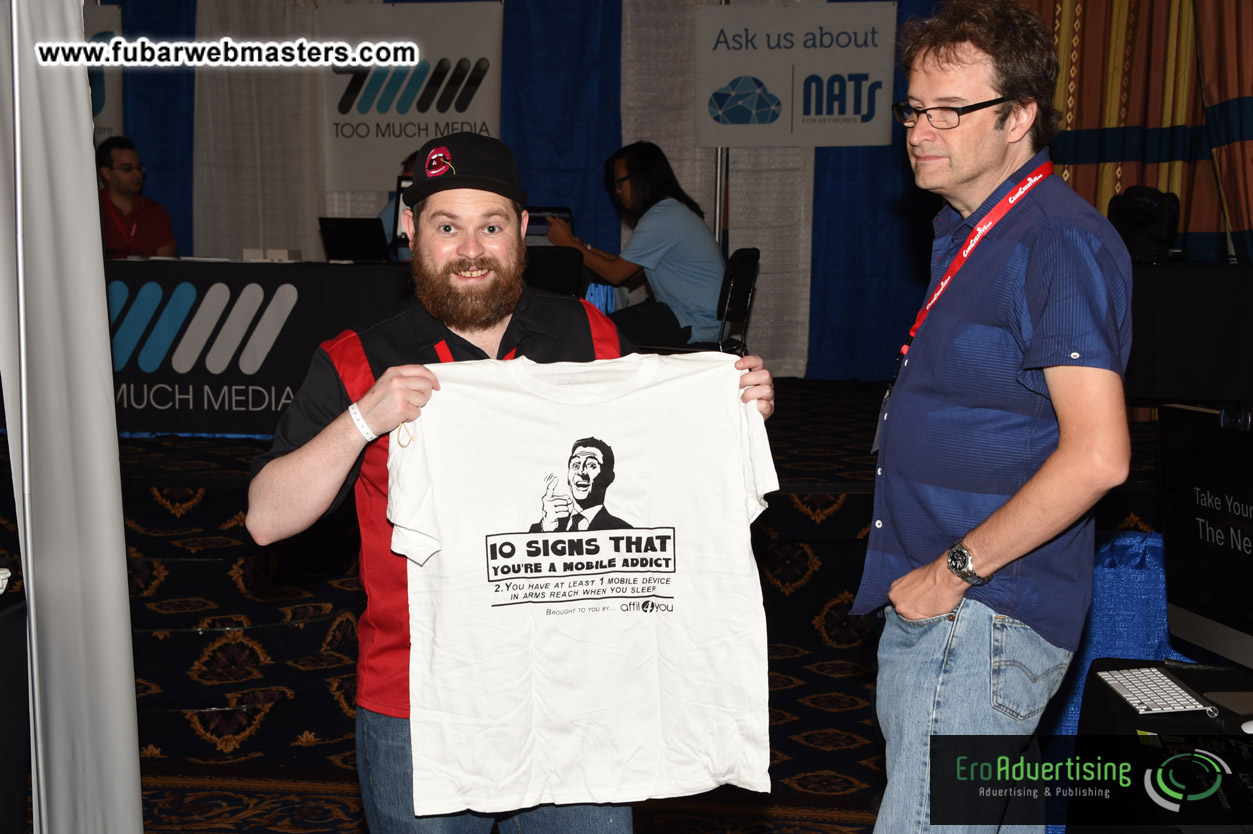 www.fubarwebmasters.com
TOO MUCH MEDIA
Ask us about
NATS
FOR NETWORKS
MUCH MEDIA
10 SIGNS THAT
YOU'RE A MOBILE ADDICT
2. YOU HAVE AT LEAST 1 MOBILE DEVICE
IN ARMS REACH WHEN YOU SLEEP
BROUGHT TO YOU BY... affil4you
Take Your
The Ne
EroAdvertising
Advertising & Publishing